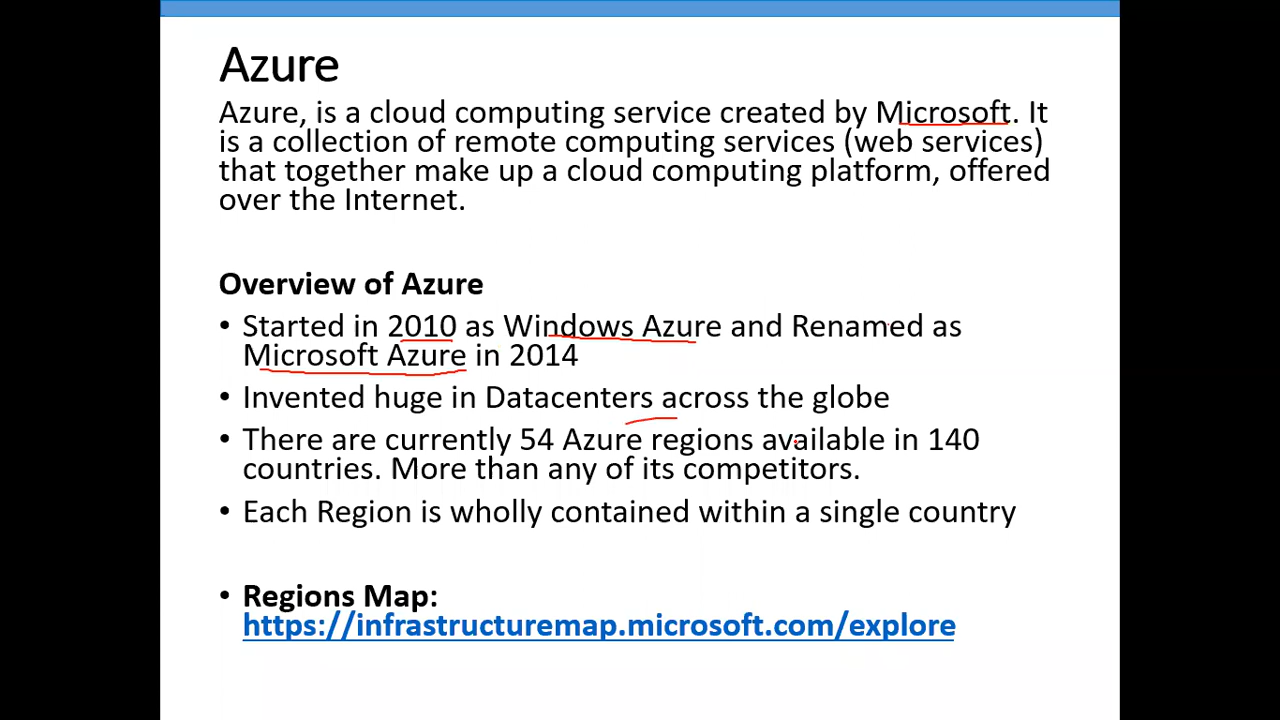 Azure
Azure, is a cloud computing service created by Microsoft. It
is a collection of remote computing services (web services)
that together make up a cloud computing platform, offered
over the Internet.
Overview of Azure
• Started in 2010 as Windows Azure and Renamed as
Microsoft Azure in 2014
• Invented huge in Datacenters across the globe
• There are currently 54 Azure regions available in 140
countries. More than any of its competitors.
• Each Region is wholly contained within a single country
• Regions Map:
https://infrastructuremap.microsoft.com/explore